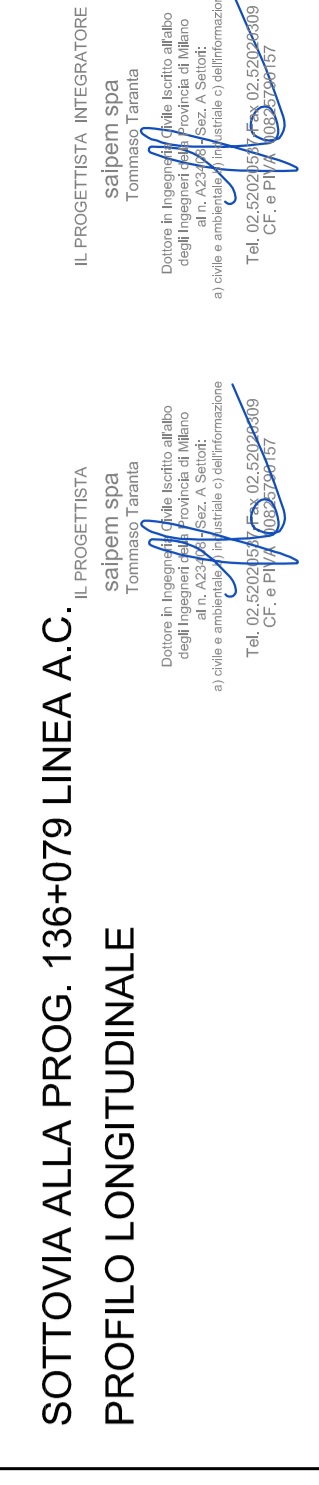 SOTTOVIA ALLA PROG. 136+079 LINEA A.C.
PROFILO LONGITUDINALE
IL PROGETTISTA
saipem spa
Tommaso Taranta
Dottore in Ingegneria Civile Iscritto all'albo
degli Ingegneri della Provincia di Milano
al n. A23408 - Sez. A Settori:
a) civile e ambientale b) industriale c) dell'informazione
Tel. 02.52020557 Fax 02.52020309
CF. e PIVA 00825790157
IL PROGETTISTA INTEGRATORE
saipem spa
Tommaso Taranta
Dottore in Ingegneria Civile Iscritto all'albo
degli Ingegneri della Provincia di Milano
al n. A23408 - Sez. A Settori:
a) civile e ambientale b) industriale c) dell'informazion
Tel. 02.52020557 Fax 02.52020309
CF. e PIVA 00825790157